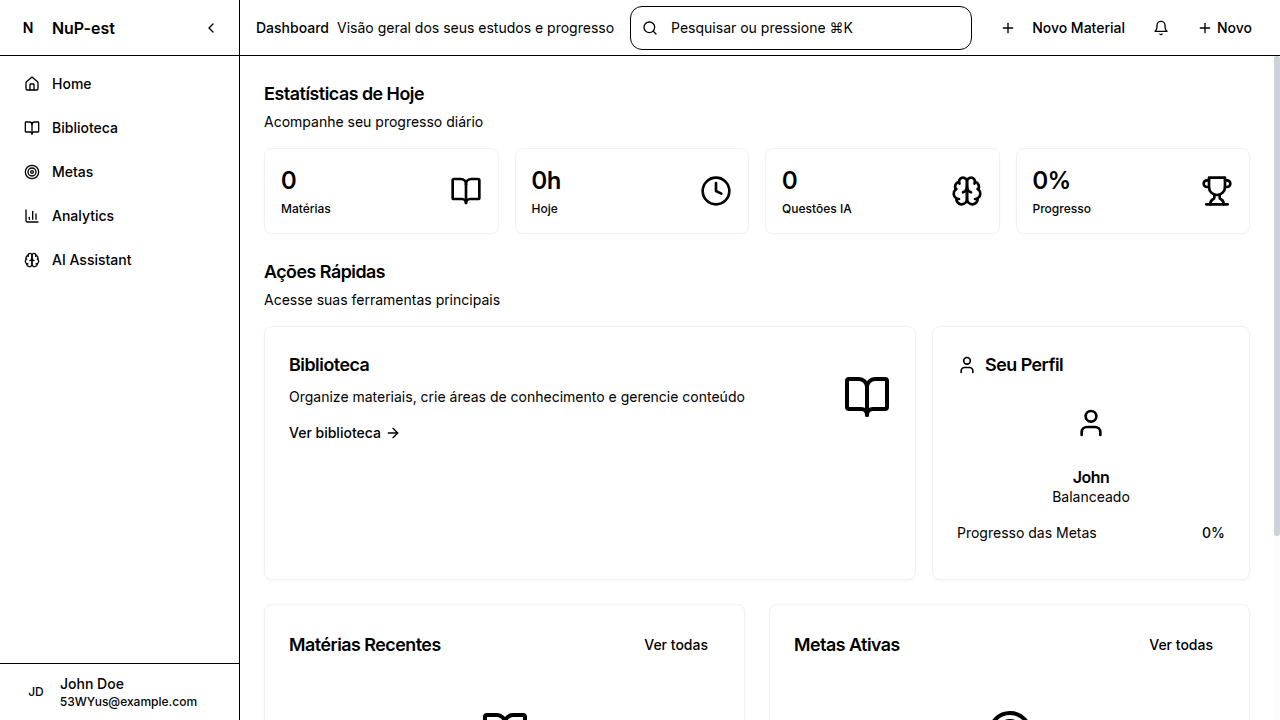 N NuP-est
Dashboard Visão geral dos seus estudos e progresso
Pesquisar ou pressione ⌘K
Novo Material
Novo
Home
Biblioteca
Metas
Analytics
AI Assistant
JD
John Doe
53WYus@example.com
Estatísticas de Hoje
Acompanhe seu progresso diário
0
Matérias
0h
Hoje
0
Questões IA
0%
Progresso
Ações Rápidas
Acesse suas ferramentas principais
Biblioteca
Organize materiais, crie áreas de conhecimento e gerencie conteúdo
Ver biblioteca
Seu Perfil
John
Balanceado
Progresso das Metas 0%
Matérias Recentes Ver todas
Metas Ativas Ver todas